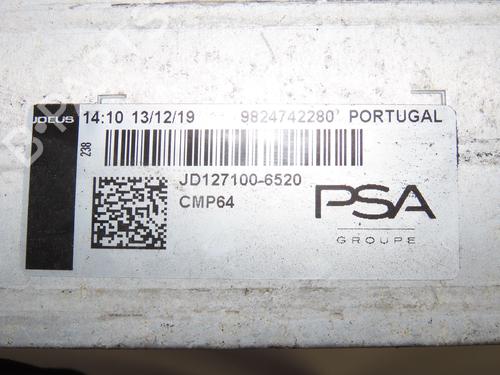 JDEUS 14:10 13/12/19 9824742280 PORTUGAL
238
JD127100-6520
CMP64
PSA
GROUPE